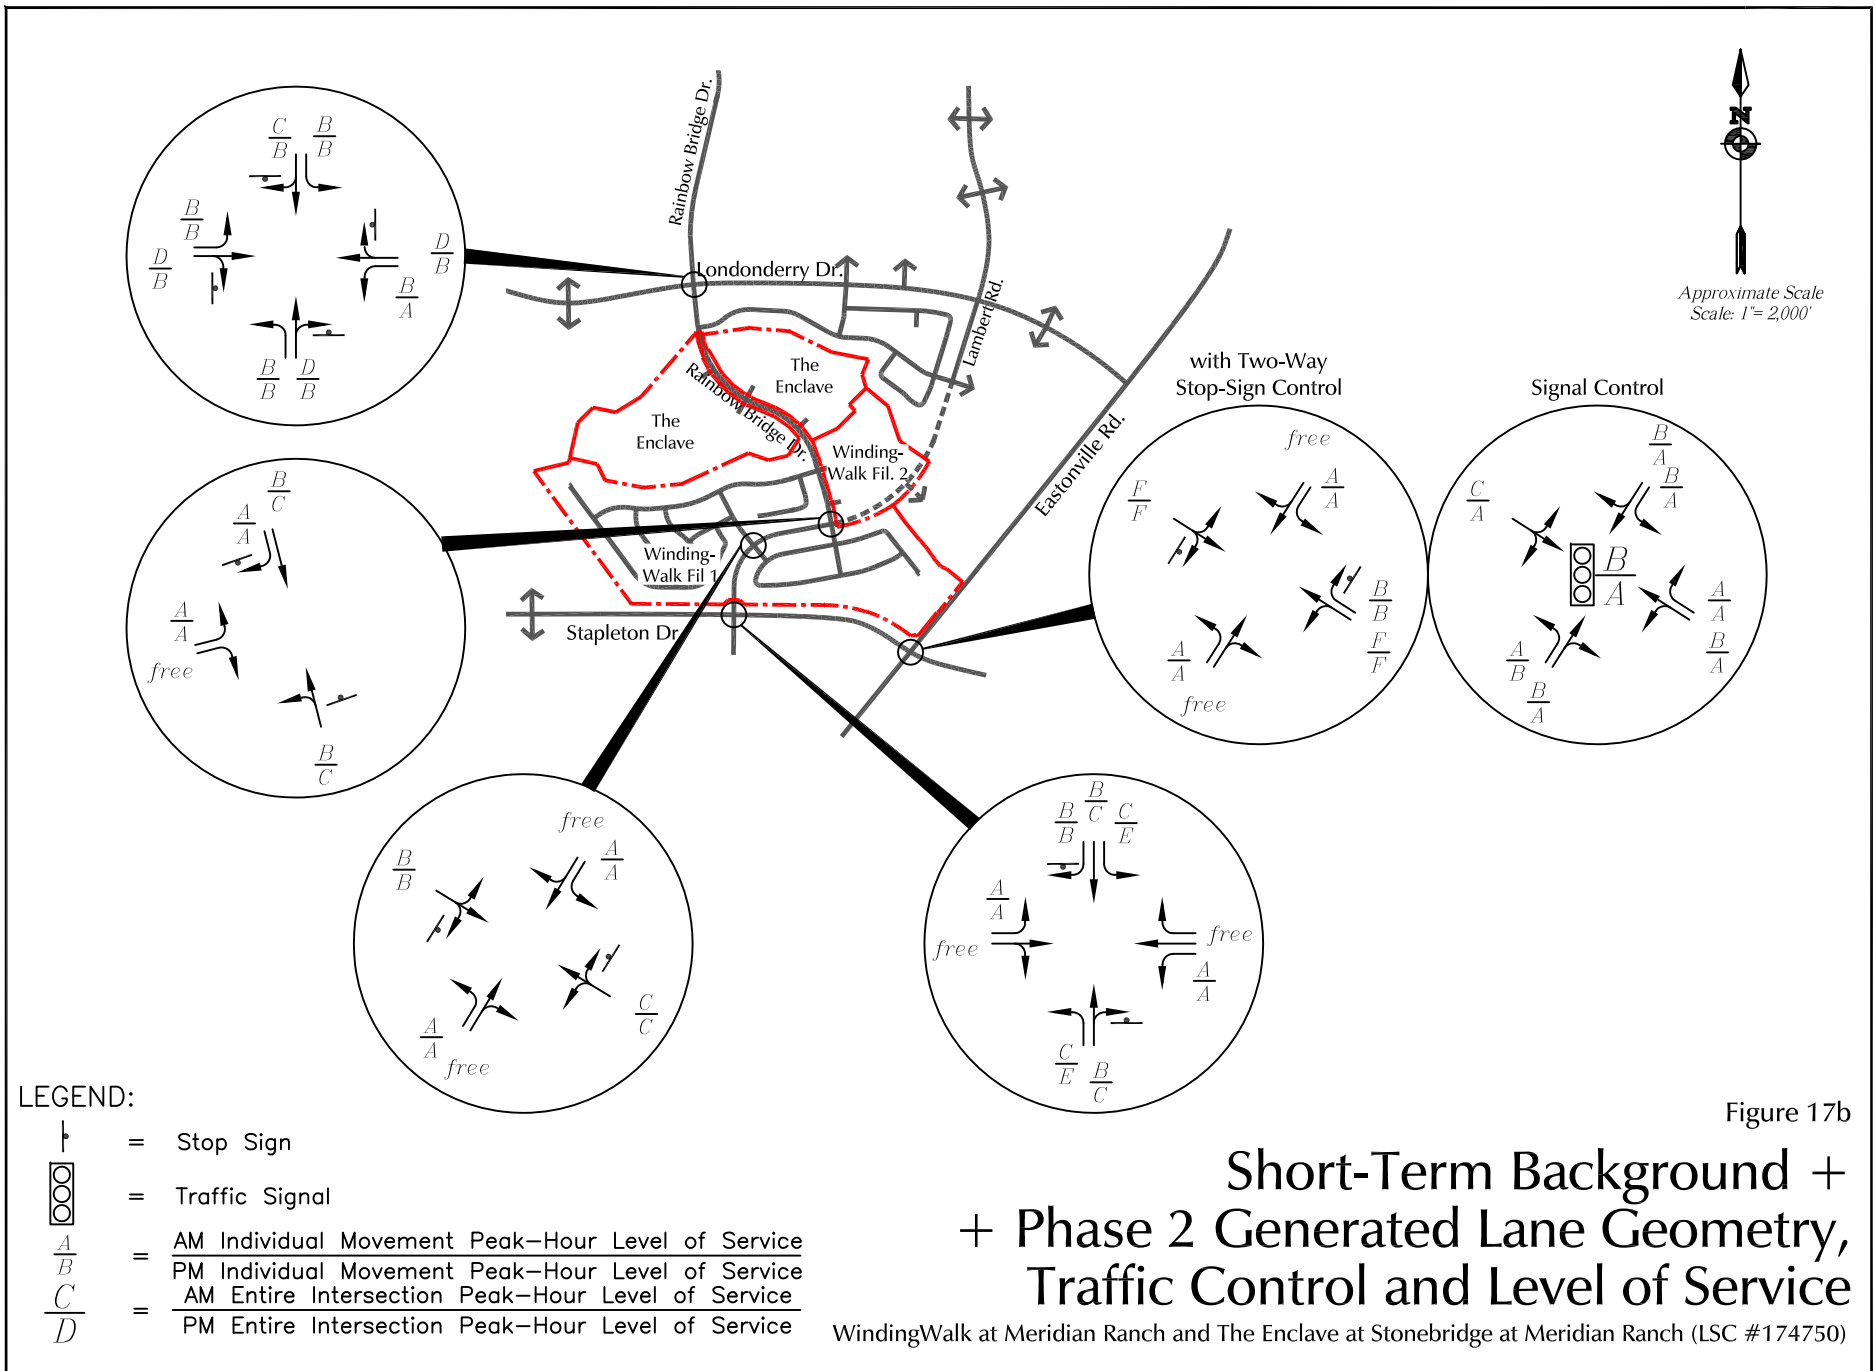 Rainbow Bridge Dr.
N
Approximate Scale
Scale: 1"= 2,000'
C B
B B
B
B
D
B
D
B
B
A
B D
B B
Londonderry Dr.
Lambert Rd.
The
Enclave
The
Enclave
Rainbow Bridge Dr.
Winding-
Walk Fil. 2
Eastonville Rd.
Winding-
Walk Fil 1
Stapleton Dr
with Two-Way
Stop-Sign Control
free
F
F
A
A
B
B
F
F
A
A
free
Signal Control
B
A
B
A
C
A
B
A
A
A
B
A
A
B
B
A
B
C
A
A
A
A
free
B
C
free
A
A
B
B
C
C
A
A
free
B B C
B C E
A
A
free
free
A
A
C B
E C
LEGEND:
= Stop Sign
= Traffic Signal
A
B
= AM Individual Movement Peak-Hour Level of Service
PM Individual Movement Peak-Hour Level of Service
C
D
= AM Entire Intersection Peak-Hour Level of Service
PM Entire Intersection Peak-Hour Level of Service
Figure 17b
Short-Term Background +
+ Phase 2 Generated Lane Geometry,
Traffic Control and Level of Service
WindingWalk at Meridian Ranch and The Enclave at Stonebridge at Meridian Ranch (LSC #174750)